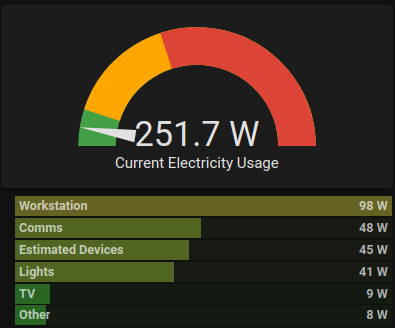 251.7 W
Current Electricity Usage
Workstation 98 W
Comms 48 W
Estimated Devices 45 W
Lights 41 W
TV 9 W
Other 8 W